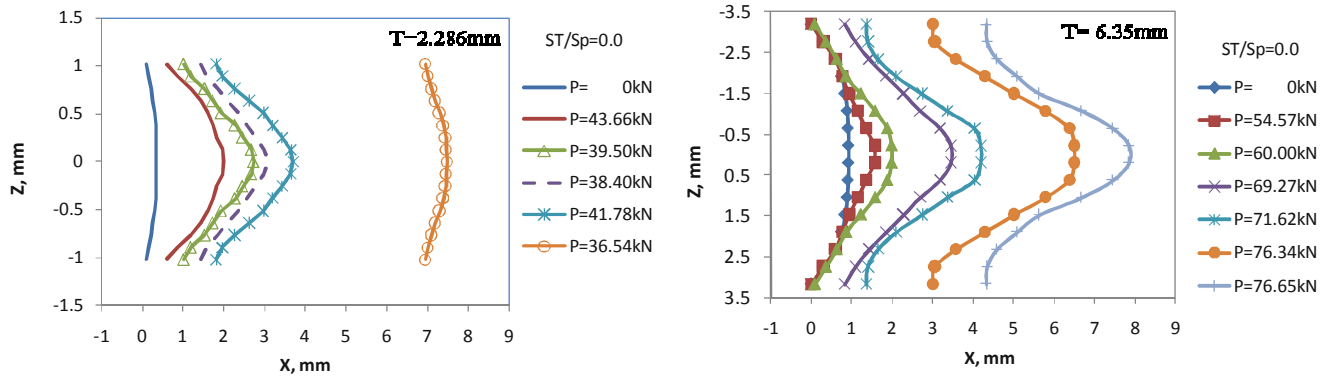 T=2.286mm
ST/Sp=0.0
P= 0kN
P=43.66kN
P=39.50kN
P=38.40kN
P=41.78kN
P=36.54kN
Z, mm
1.5
1
0.5
0
-0.5
-1
-1.5
-1 0 1 2 3 4 5 6 7 8 9
X, mm
T= 6.35mm
ST/Sp=0.0
P= 0kN
P=54.57kN
P=60.00kN
P=69.27kN
P=71.62kN
P=76.34kN
P=76.65kN
Z, mm
-3.5
-2.5
-1.5
-0.5
0.5
1.5
2.5
3.5
-1 0 1 2 3 4 5 6 7 8 9
X, mm